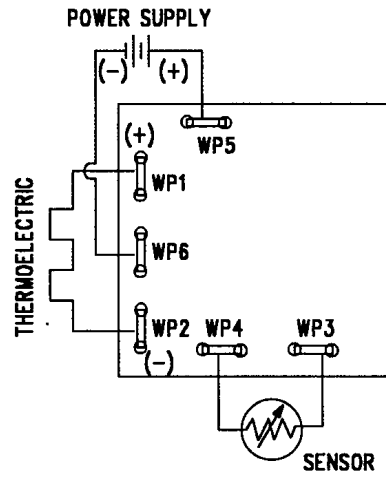 POWER SUPPLY
(-) (+)
(+)
WP5
WP1
THERMOELECTRIC
WP6
WP2 WP4 WP3
(-)
SENSOR